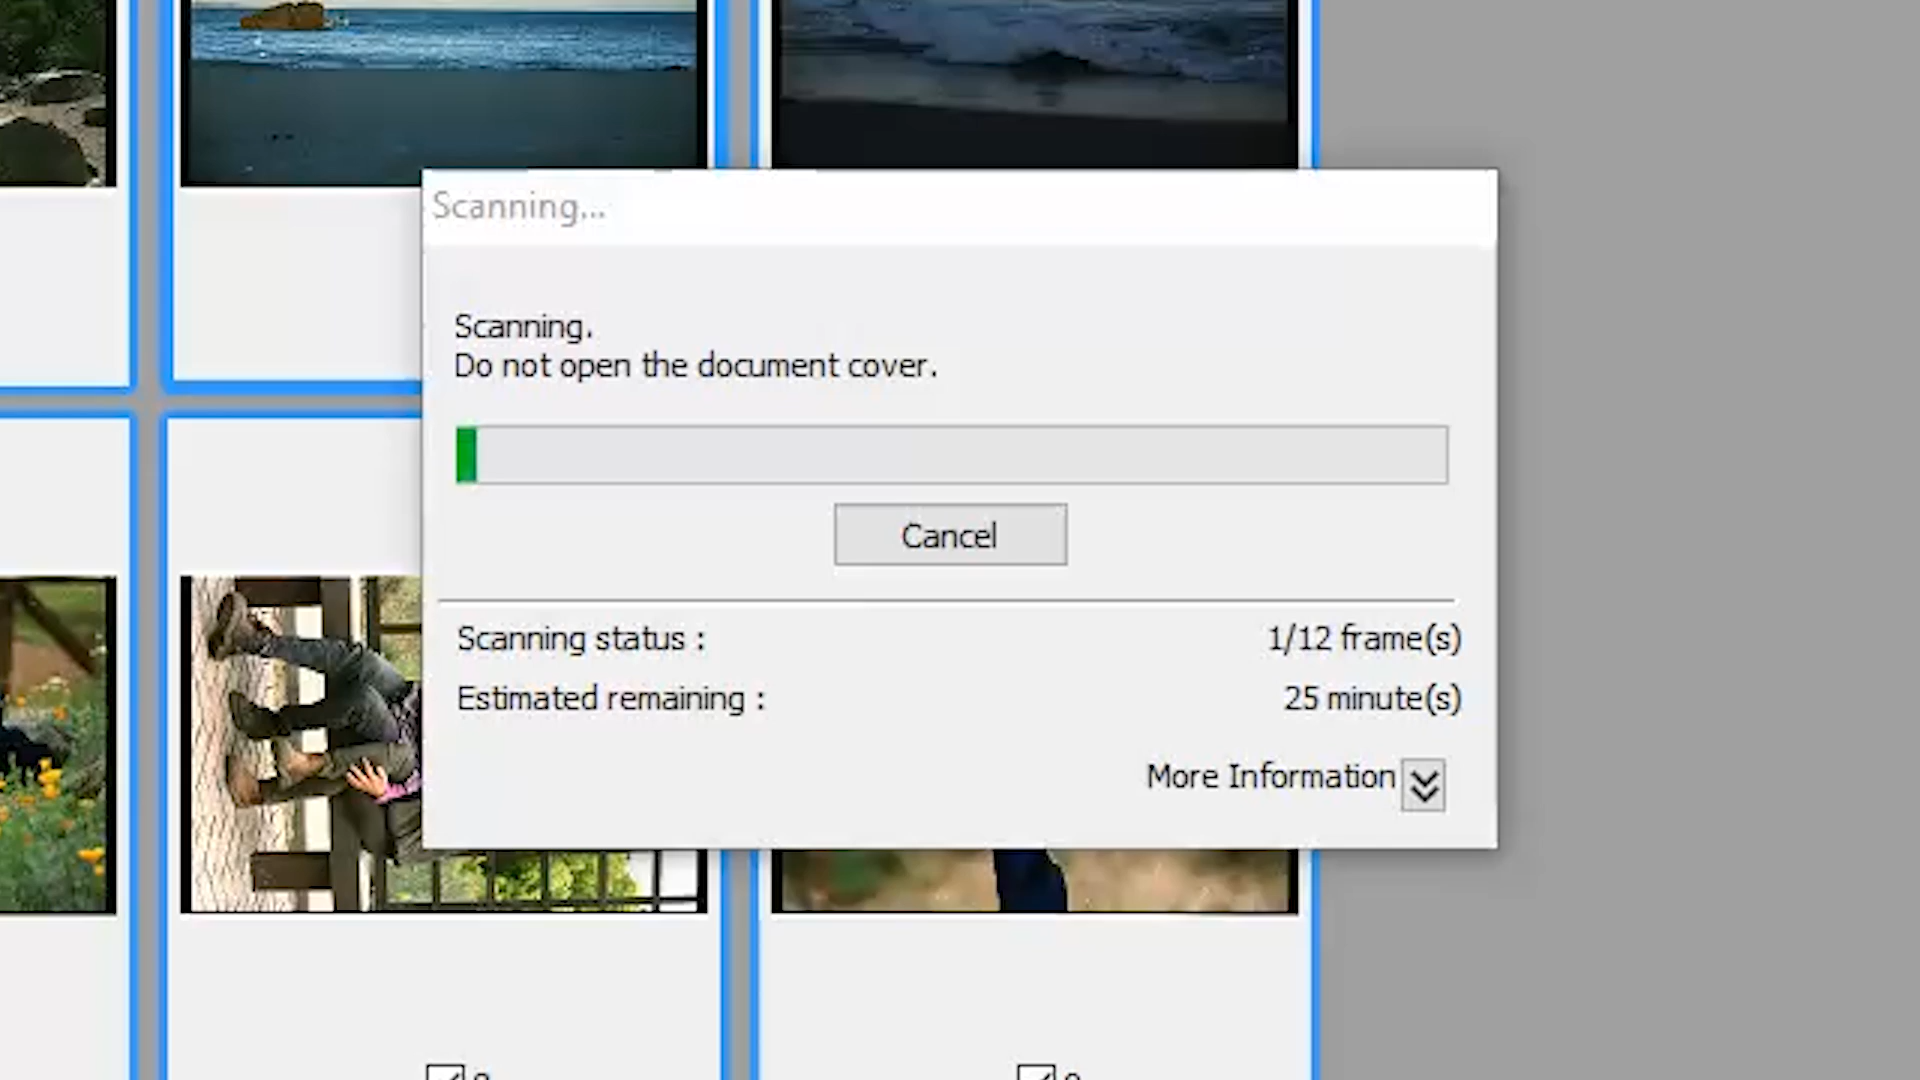 Scanning...
Scanning.
Do not open the document cover.
Cancel
Scanning status : 1/12 frame(s)
Estimated remaining : 25 minute(s)
More Information